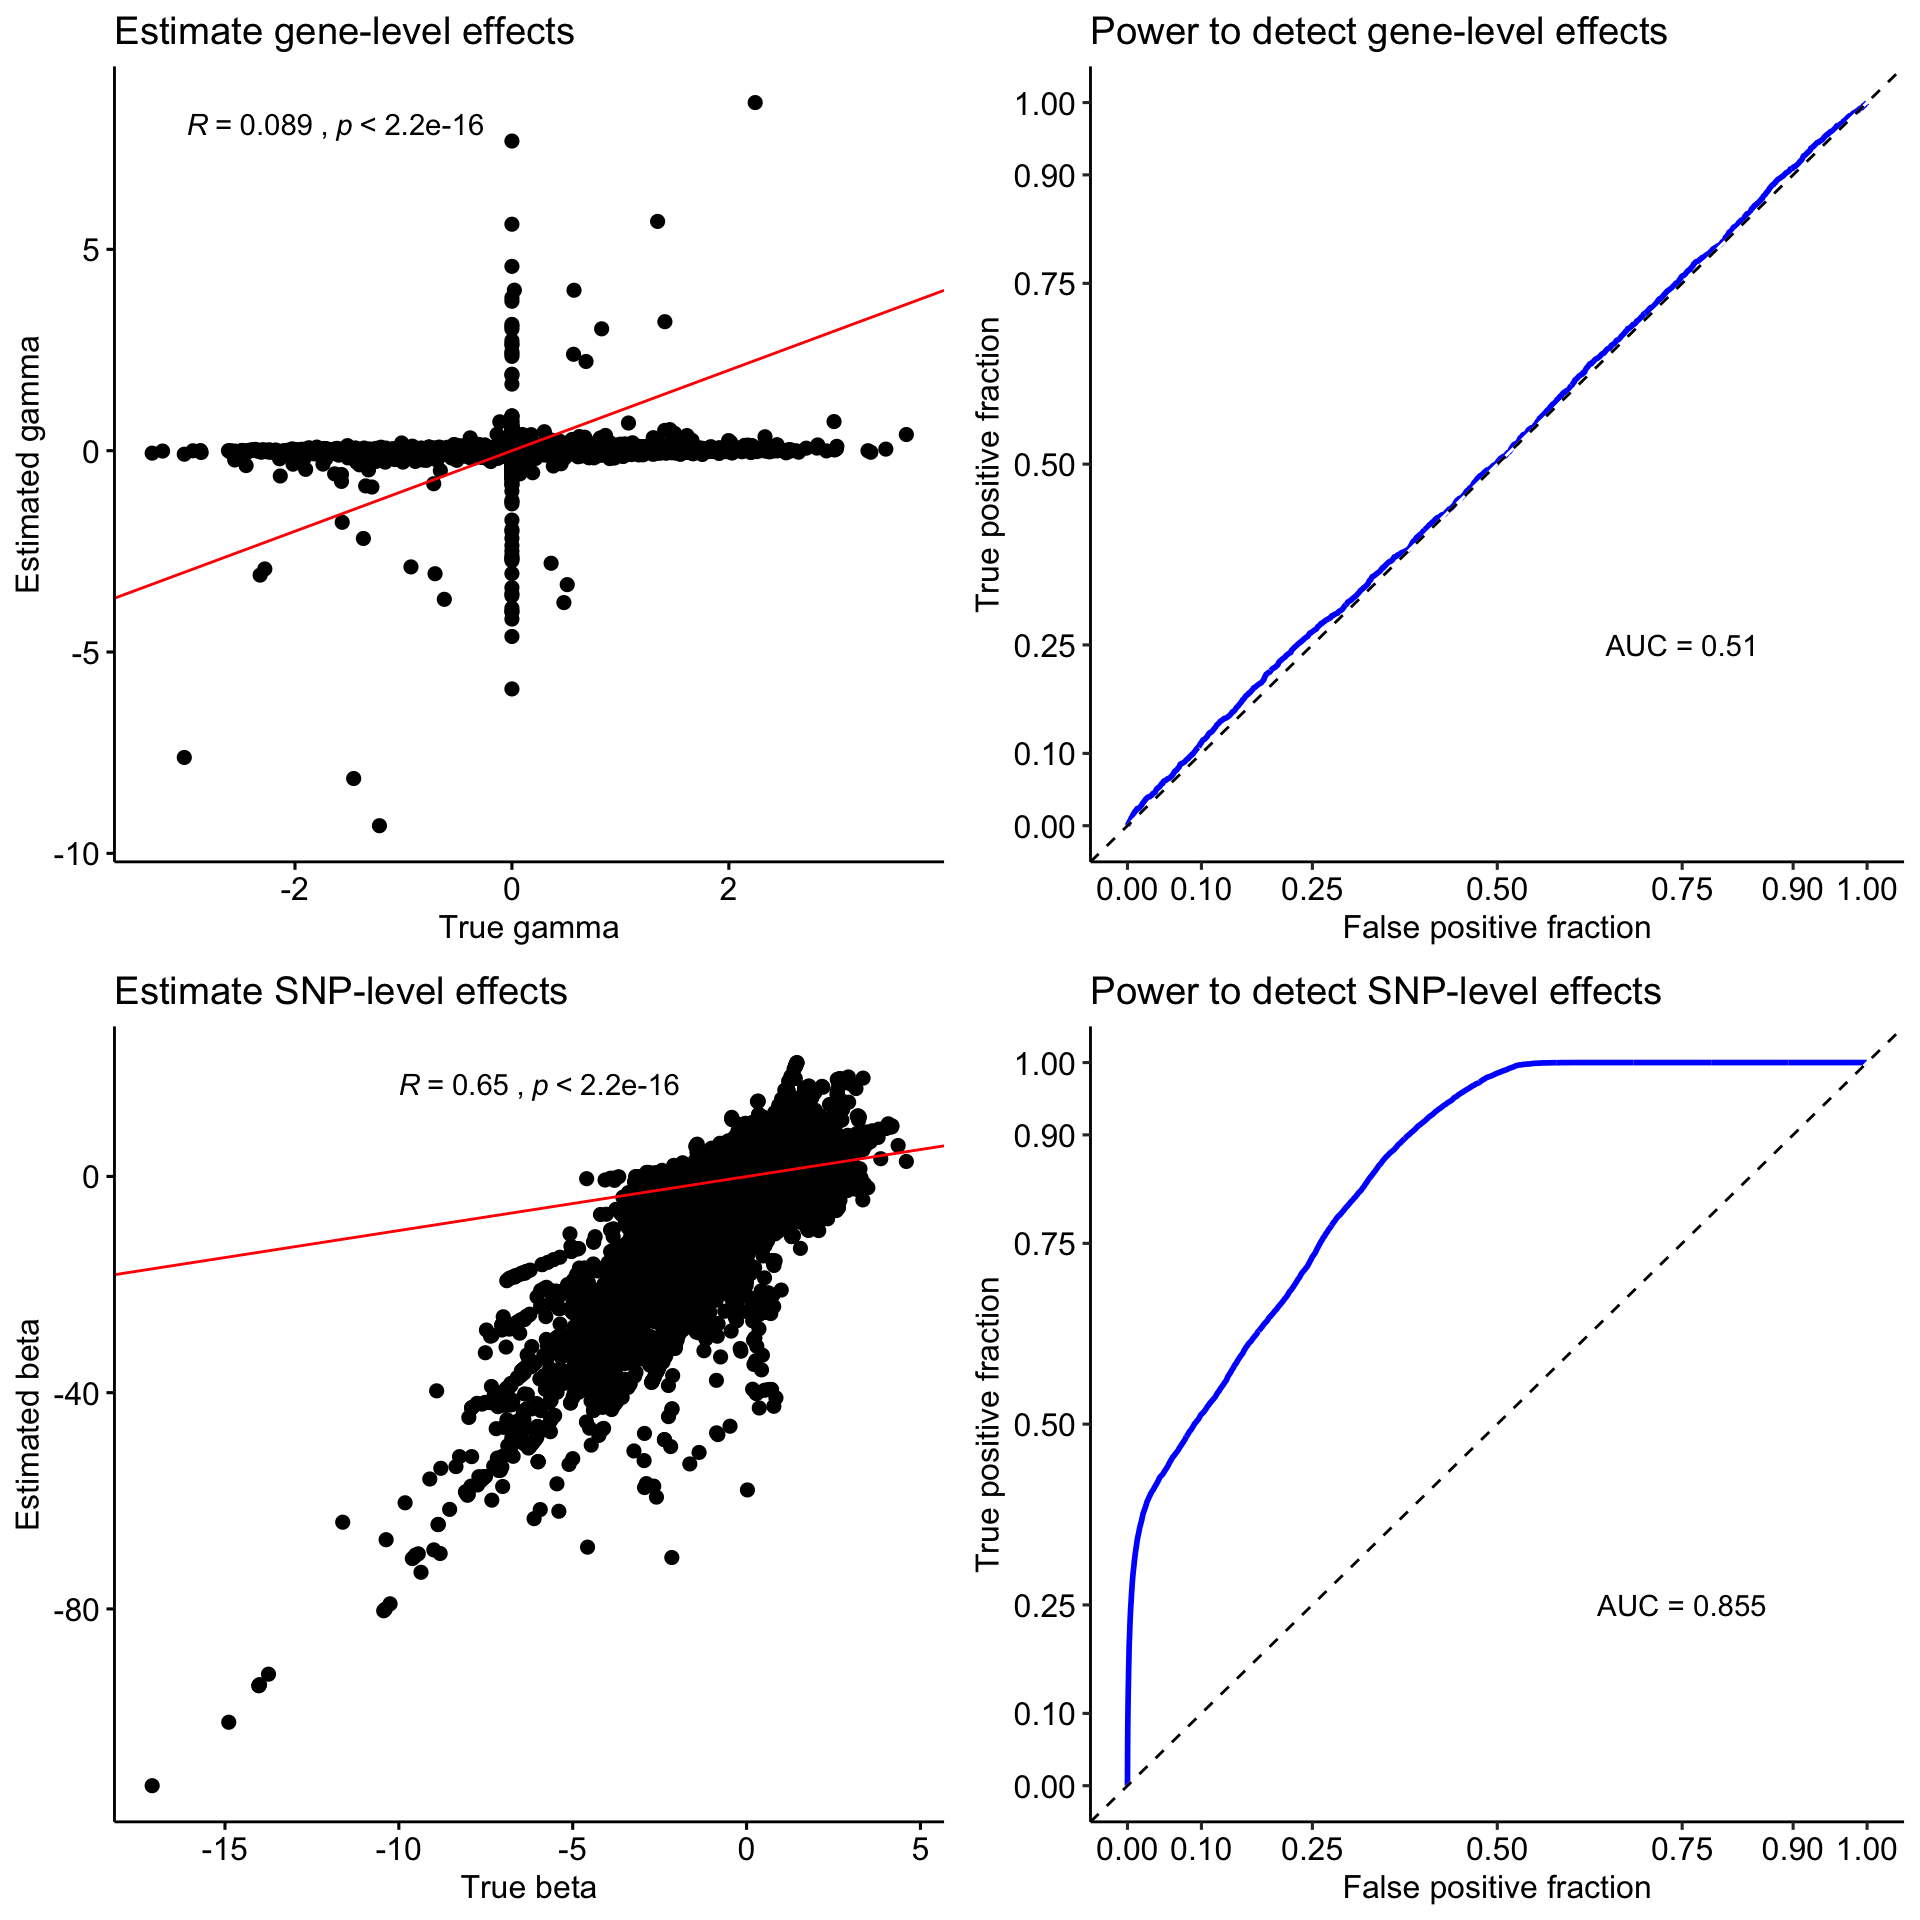 Estimate gene-level effects
R = 0.089 , p < 2.2e-16
5
0
-5
-10
-2 0 2
True gamma
Estimated gamma
Power to detect gene-level effects
1.00
0.90
0.75
0.50
0.25
0.10
0.00
AUC = 0.51
0.00 0.10 0.25 0.50 0.75 0.90 1.00
False positive fraction
True positive fraction
Estimate SNP-level effects
R = 0.65 , p < 2.2e-16
0
-40
-80
-15 -10 -5 0 5
True beta
Estimated beta
Power to detect SNP-level effects
1.00
0.90
0.75
0.50
0.25
0.10
0.00
AUC = 0.855
0.00 0.10 0.25 0.50 0.75 0.90 1.00
False positive fraction
True positive fraction